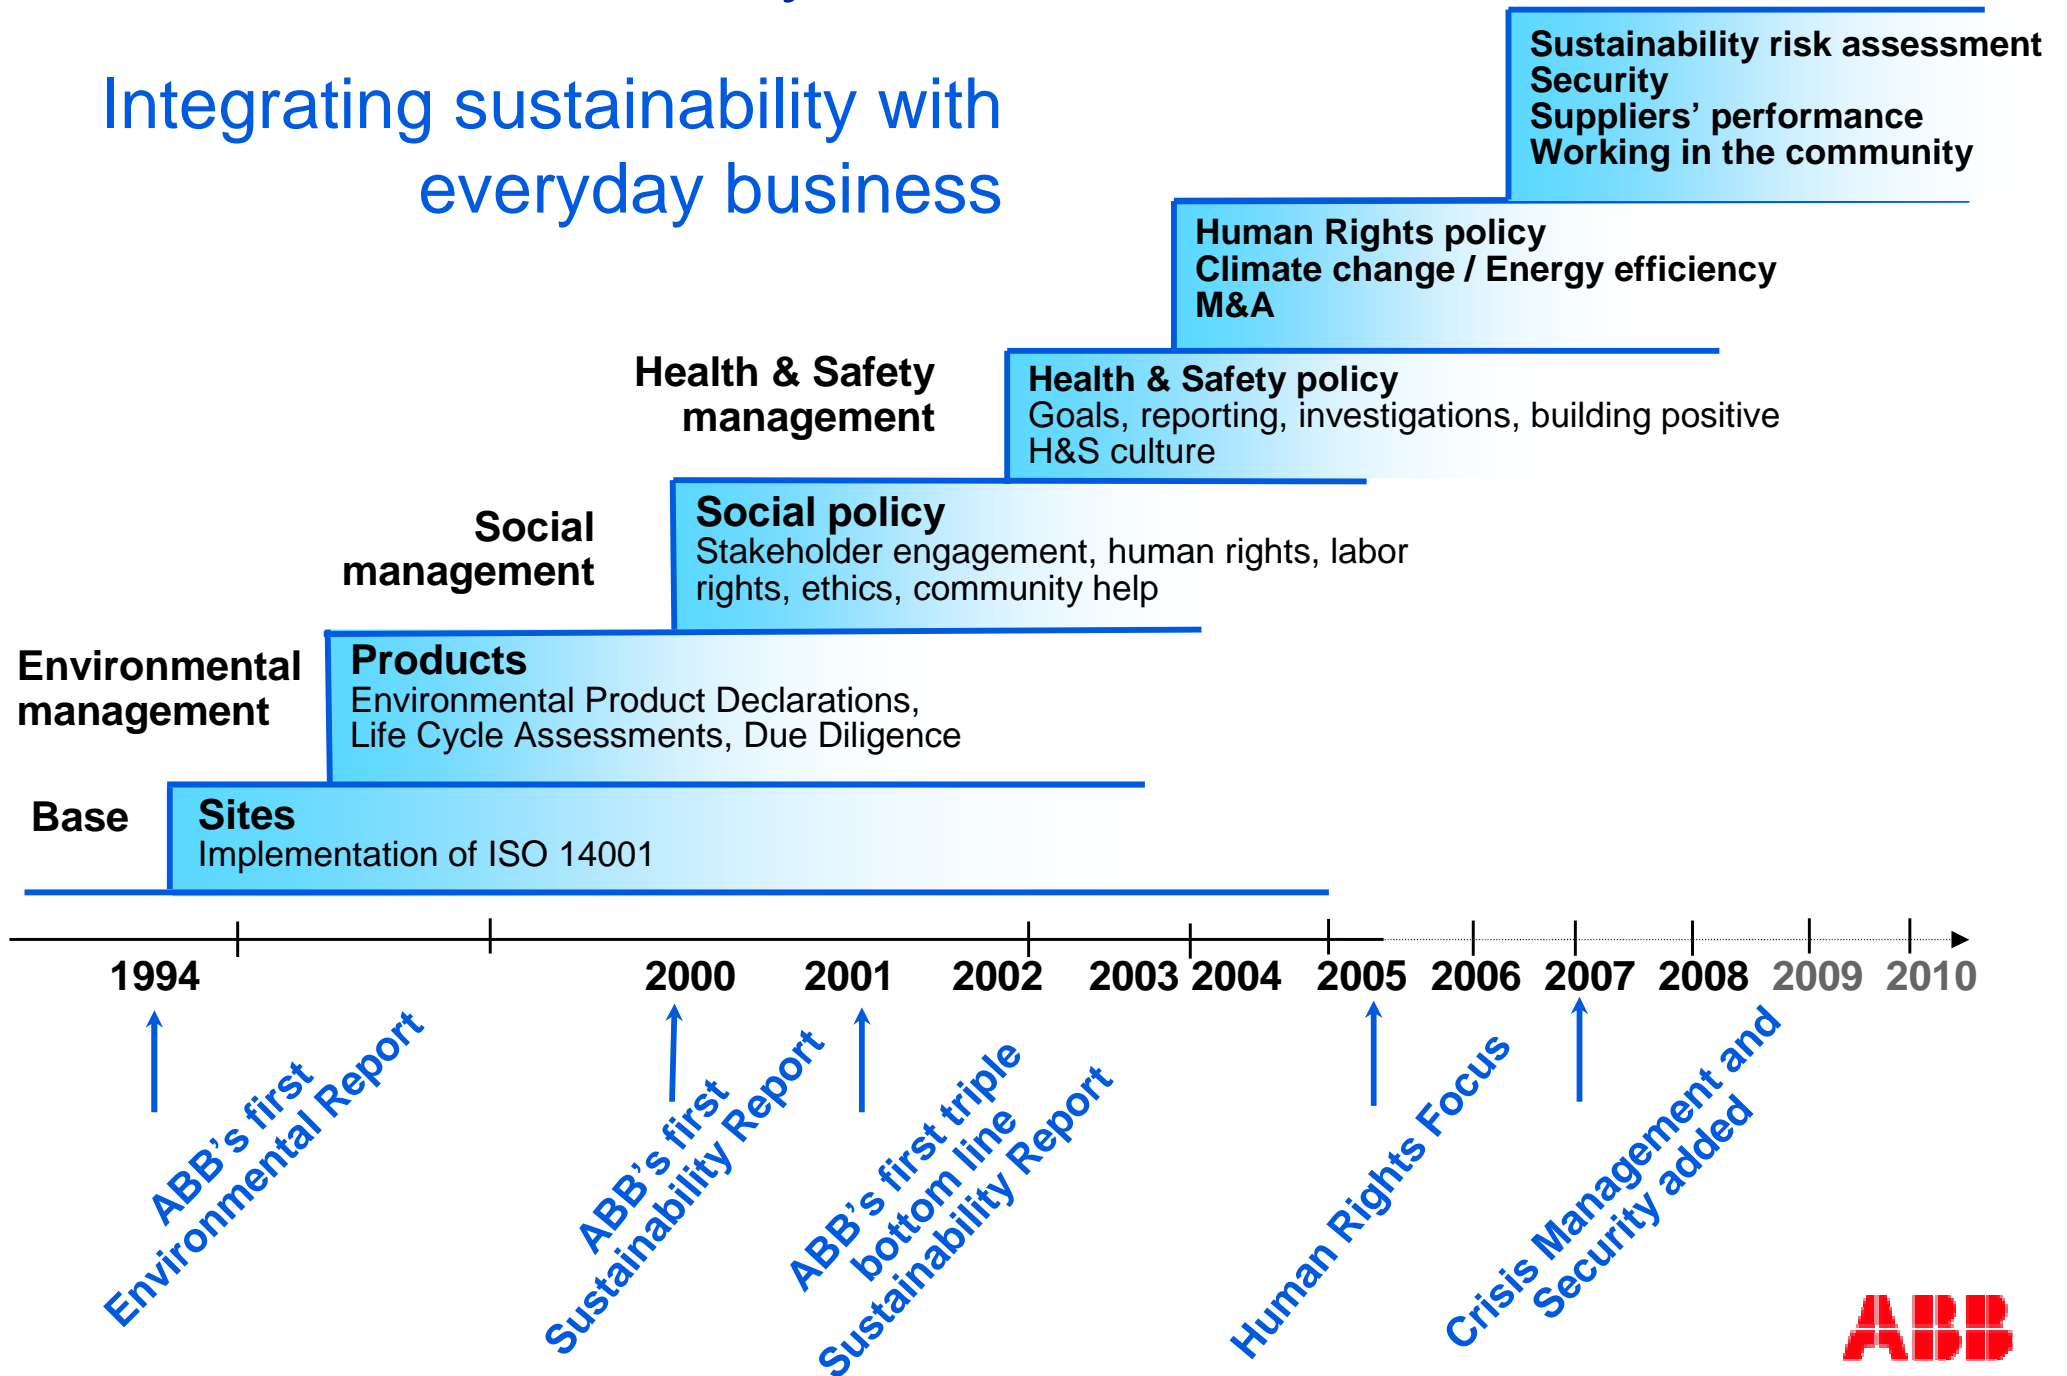 Integrating sustainability with
everyday business
Sustainability risk assessment
Security
Suppliers’ performance
Working in the community
Human Rights policy
Climate change / Energy efficiency
M&A
Health & Safety
management
Health & Safety policy
Goals, reporting, investigations, building positive
H&S culture
Social
management
Social policy
Stakeholder engagement, human rights, labor
rights, ethics, community help
Environmental
management
Products
Environmental Product Declarations,
Life Cycle Assessments, Due Diligence
Base
Sites
Implementation of ISO 14001
1994 2000 2001 2002 2003 2004 2005 2006 2007 2008 2009 2010
ABB’s first
Environmental Report
ABB’s first
Sustainability Report
ABB’s first triple
bottom line
Sustainability Report
Human Rights Focus
Crisis Management and
Security added
ABB